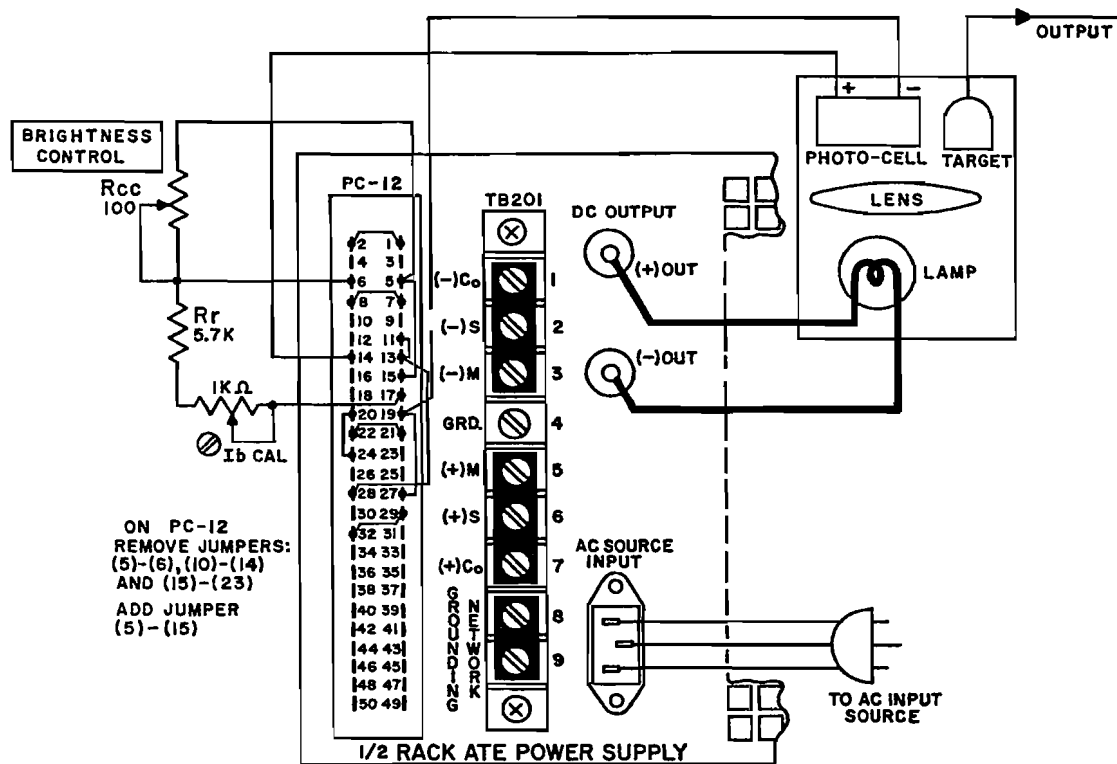 OUTPUT
+ -
PHOTO-CELL
TARGET
LENS
LAMP
BRIGHTNESS
CONTROL
Rcc
100
Rr
5.7K
1KΩ
Ib CAL
PC-12
2 1
4 3
6 5
8 7
10 9
12 11
14 13
16 15
18 17
20 19
22 21
24 23
26 25
28 27
30 29
32 31
34 33
36 35
38 37
40 39
42 41
44 43
46 45
48 47
50 49
TB201
(-)Co 1
(-)S 2
(-)M 3
GRD. 4
(+)M 5
(+)S 6
(+)Co 7
8
9
GROUNDING
NETWORK
DC OUTPUT
(+)OUT
(-)OUT
AC SOURCE
INPUT
TO AC INPUT
SOURCE
ON PC-12
REMOVE JUMPERS:
(5)-(6),(10)-(14)
AND (15)-(23)
ADD JUMPER
(5)-(15)
1/2 RACK ATE POWER SUPPLY